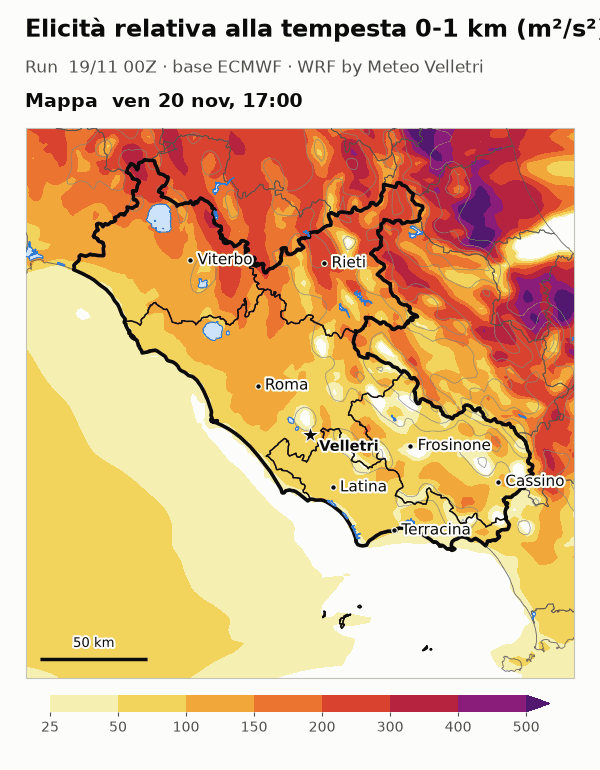 Elicità relativa alla tempesta 0-1 km (m²/s²)
Run  19/11 00Z · base ECMWF · WRF by Meteo Velletri
Mappa  ven 20 nov, 17:00
Viterbo
Rieti
Roma
Velletri
Frosinone
Cassino
Latina
Terracina
50 km
25 50 100 150 200 300 400 500